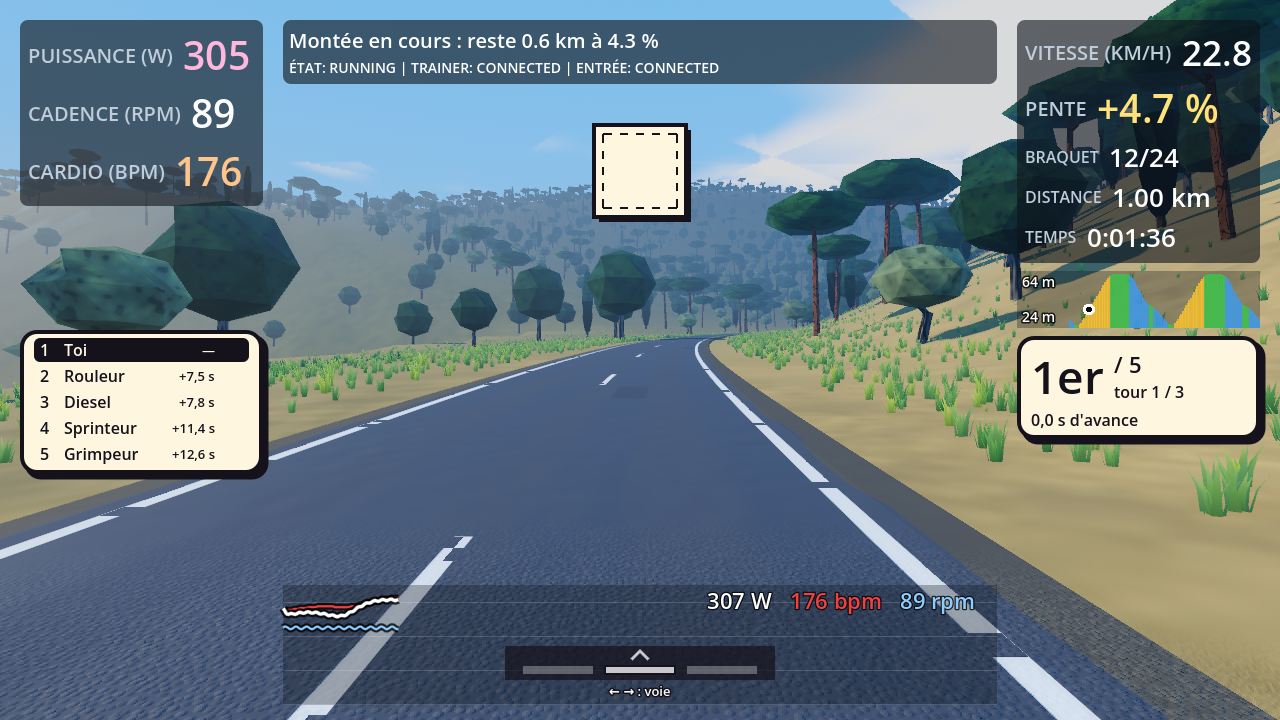 PUISSANCE (W) 305
CADENCE (RPM) 89
CARDIO (BPM) 176
Montée en cours : reste 0.6 km à 4.3 %
ÉTAT: RUNNING | TRAINER: CONNECTED | ENTRÉE: CONNECTED
VITESSE (KM/H) 22.8
PENTE +4.7 %
BRAQUET 12/24
DISTANCE 1.00 km
TEMPS 0:01:36
64 m
24 m
1 Toi —
2 Rouleur +7,5 s
3 Diesel +7,8 s
4 Sprinteur +11,4 s
5 Grimpeur +12,6 s
1er / 5
tour 1 / 3
0,0 s d'avance
307 W 176 bpm 89 rpm
← → : voie